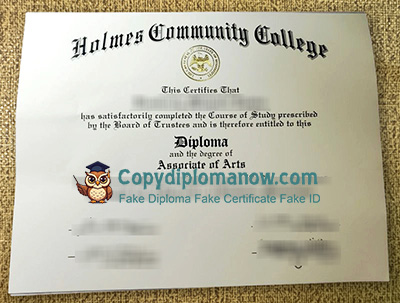 Holmes Community College
This Certifies That
has satisfactorily completed the Course of Study prescribed
by the Board of Trustees and is therefore entitled to this
Diploma
and the degree of
Associate of Arts
Copydiplomanow.com
Fake Diploma Fake Certificate Fake ID